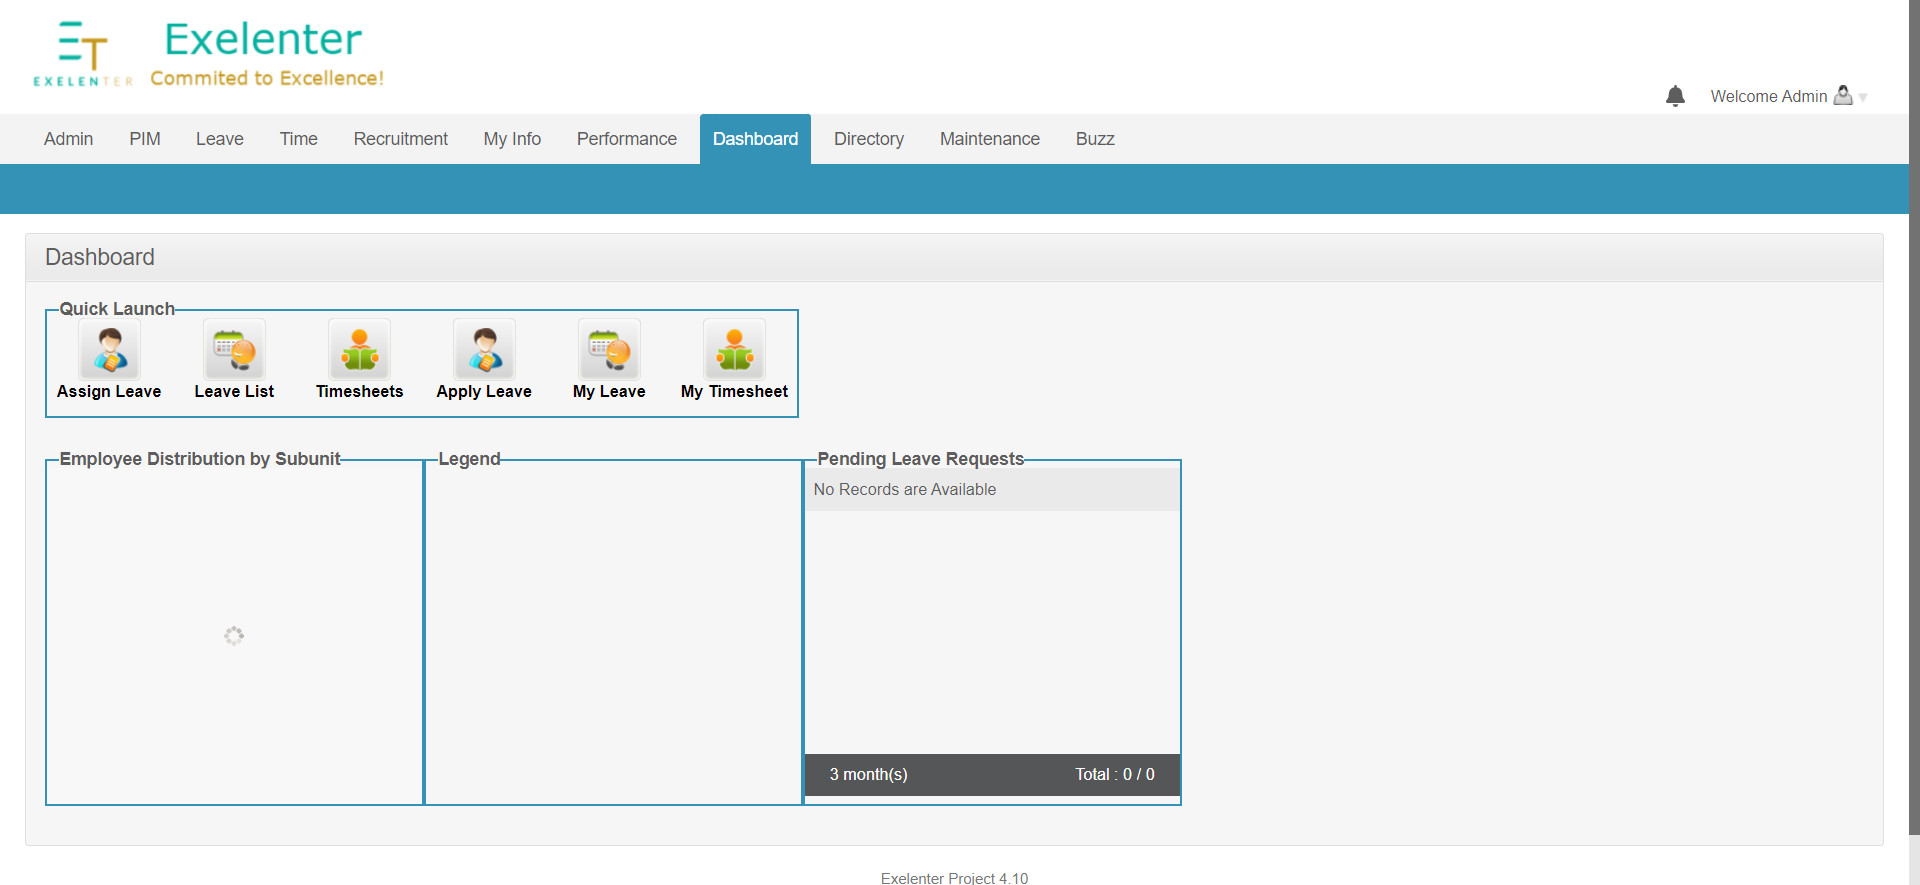 ET
EXELENTER
Exelenter
Commited to Excellence!
Welcome Admin
Admin PIM Leave Time Recruitment My Info Performance Dashboard Directory Maintenance Buzz
Dashboard
Quick Launch
Assign Leave Leave List Timesheets Apply Leave My Leave My Timesheet
Employee Distribution by Subunit Legend Pending Leave Requests
No Records are Available
3 month(s) Total : 0 / 0
Exelenter Project 4.10